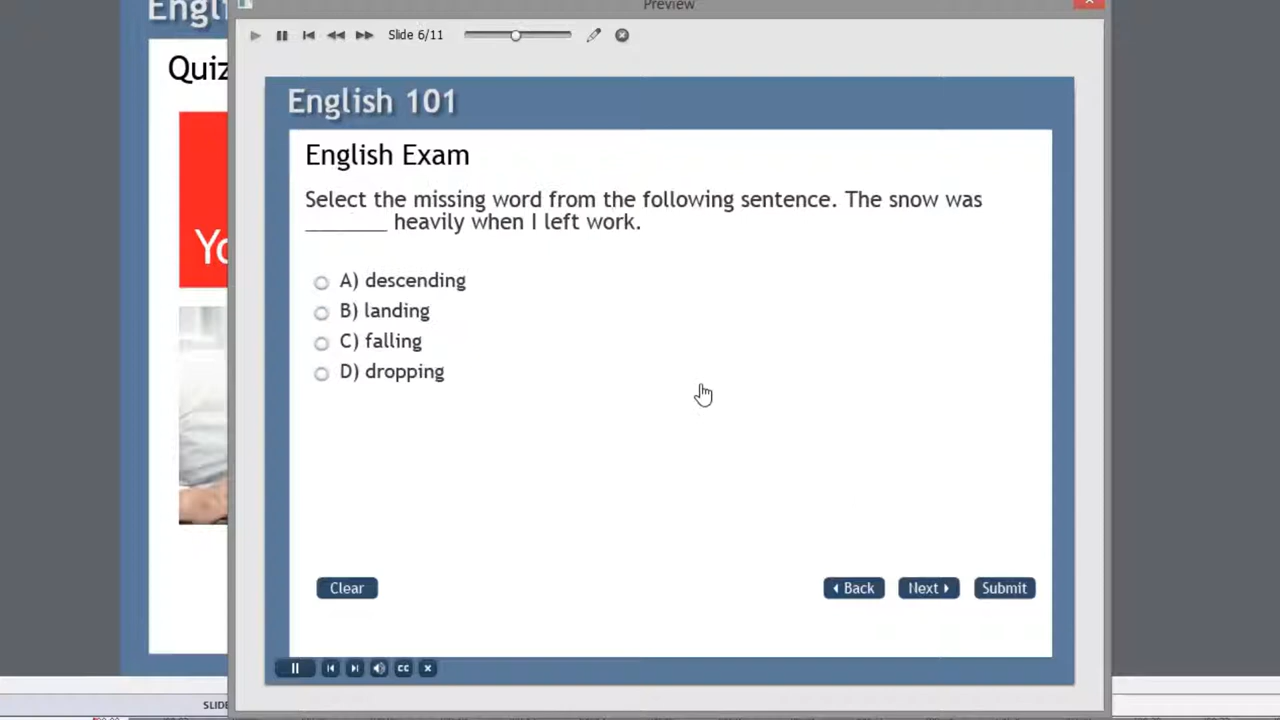 Engl
Preview
Slide 6/11
Quiz
Yo
English 101
English Exam
Select the missing word from the following sentence. The snow was
_______ heavily when I left work.
A) descending
B) landing
C) falling
D) dropping
Clear
Back
Next
Submit
CC
SLIDE